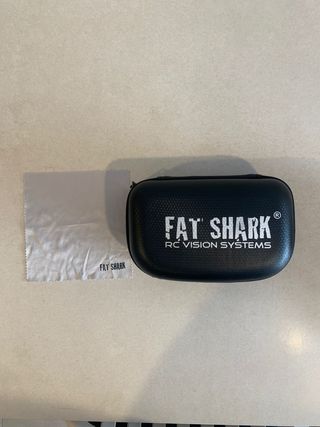 FAT SHARK®
RC VISION SYSTEMS
FAT SHARK